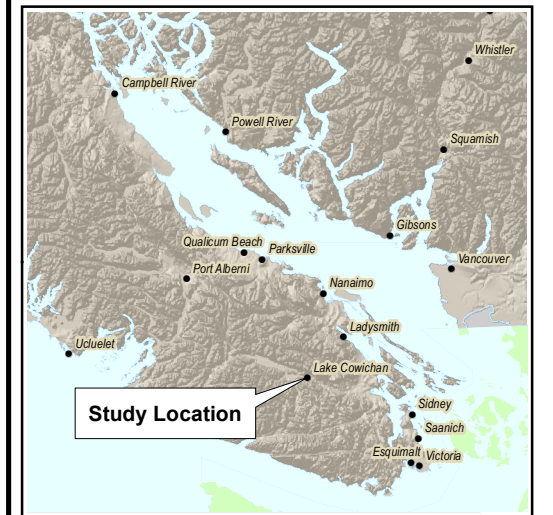 Whistler
Campbell River
Powell River
Squamish
Gibsons
Qualicum Beach
Parksville
Vancouver
Port Alberni
Nanaimo
Ladysmith
Ucluelet
Lake Cowichan
Study Location
Sidney
Saanich
Esquimalt
Victoria